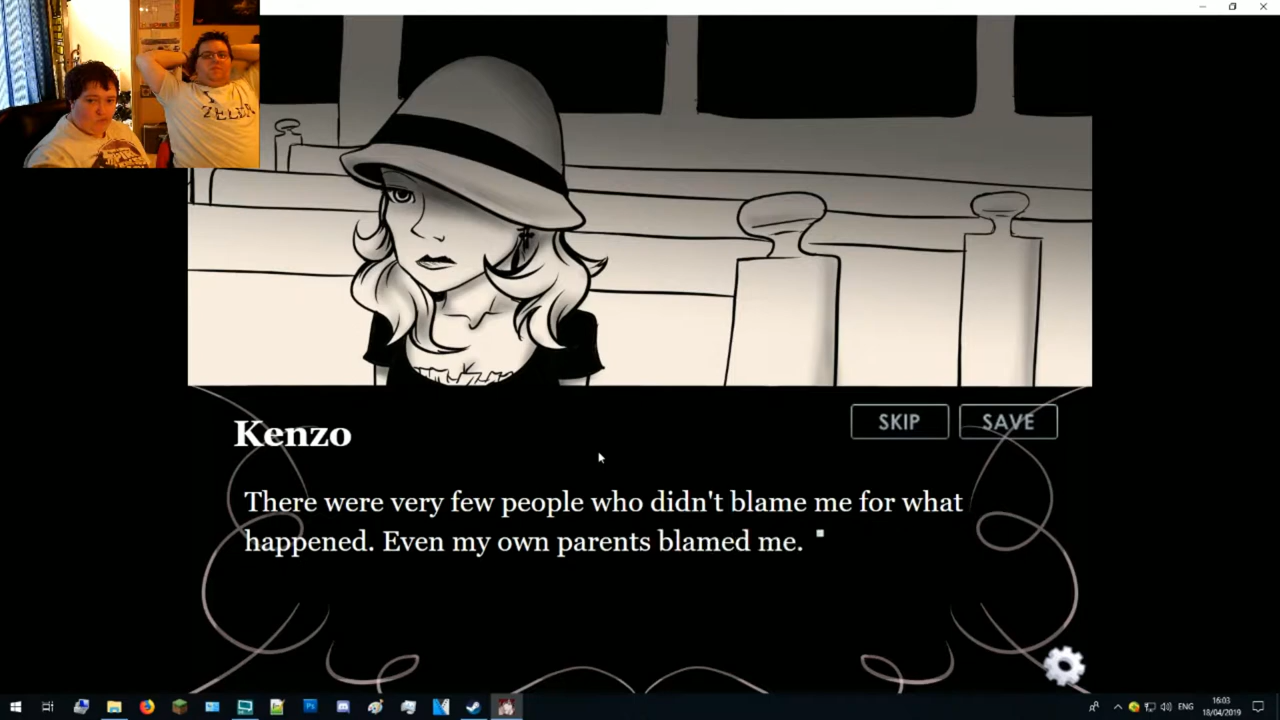 I
ZELDA
Kenzo
SKIP
SAVE
There were very few people who didn't blame me for what
happened. Even my own parents blamed me.
ENG
16:03
18/04/2019